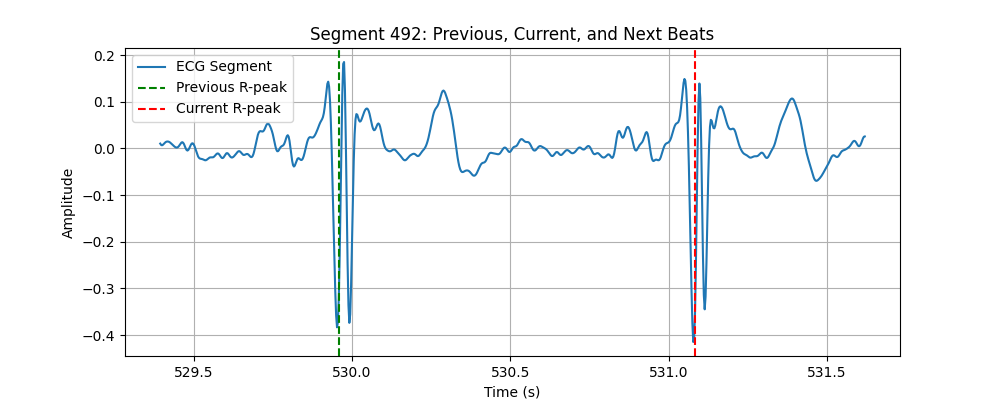 Segment 492: Previous, Current, and Next Beats
ECG Segment
Previous R-peak
Current R-peak
0.2
0.1
0.0
−0.1
−0.2
−0.3
−0.4
Amplitude
529.5 530.0 530.5 531.0 531.5
Time (s)